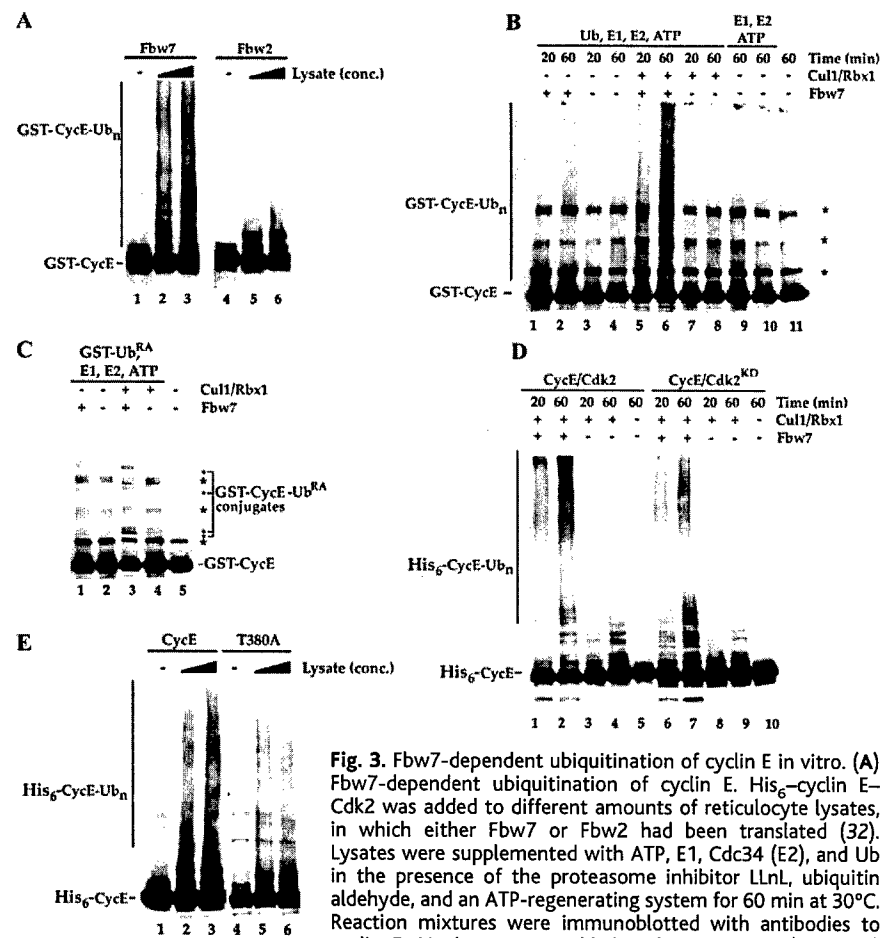 A
Fbw7 Fbw2
- - Lysate (conc.)
GST-CycE-Ubn
GST-CycE-
1 2 3 4 5 6
B
E1, E2
Ub, E1, E2, ATP ATP
20 60 20 60 20 60 20 60 60 60 60 Time (min)
- - - - + + + + - - - Cul1/Rbx1
+ + - - + + - - - - - Fbw7
GST-CycE-Ubn
*
*
*
GST-CycE -
1 2 3 4 5 6 7 8 9 10 11
C
GST-Ub,RA
E1, E2, ATP
- - + + - Cul1/Rbx1
+ - + - - Fbw7
GST-CycE-UbRA
conjugates
-GST-CycE
1 2 3 4 5
D
CycE/Cdk2 CycE/Cdk2KD
20 60 20 60 60 20 60 20 60 60 Time (min)
+ + + + - + + + + - Cul1/Rbx1
+ + - - - + + - - - Fbw7
His6-CycE-Ubn
His6-CycE-
1 2 3 4 5 6 7 8 9 10
E
CycE T380A
- - Lysate (conc.)
His6-CycE-Ubn
His6-CycE-
1 2 3 4 5 6
Fig. 3. Fbw7-dependent ubiquitination of cyclin E in vitro. (A)
Fbw7-dependent ubiquitination of cyclin E. His6–cyclin E–
Cdk2 was added to different amounts of reticulocyte lysates,
in which either Fbw7 or Fbw2 had been translated (32).
Lysates were supplemented with ATP, E1, Cdc34 (E2), and Ub
in the presence of the proteasome inhibitor LLnL, ubiquitin
aldehyde, and an ATP-regenerating system for 60 min at 30°C.
Reaction mixtures were immunoblotted with antibodies to